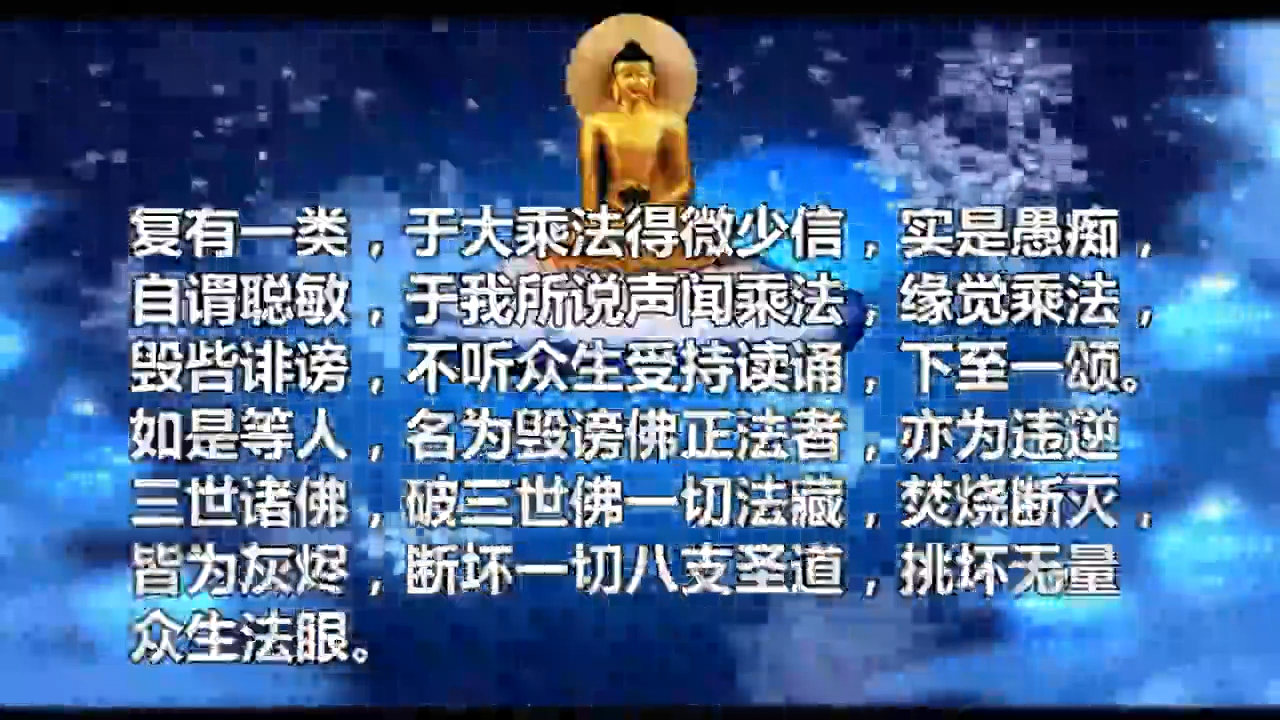 复有一类，于大乘法得微少信，实是愚痴，
自谓聪敏，于我所说声闻乘法，缘觉乘法，
毁些诽谤，不听众生受持读诵，下至一颂。
如是等人，名为毁谤佛正法者，亦为违逆
三世诸佛，破三世佛一切法藏，焚烧断灭，
皆为灰烬，断坏一切八支圣道，挑坏无量
众生法眼。